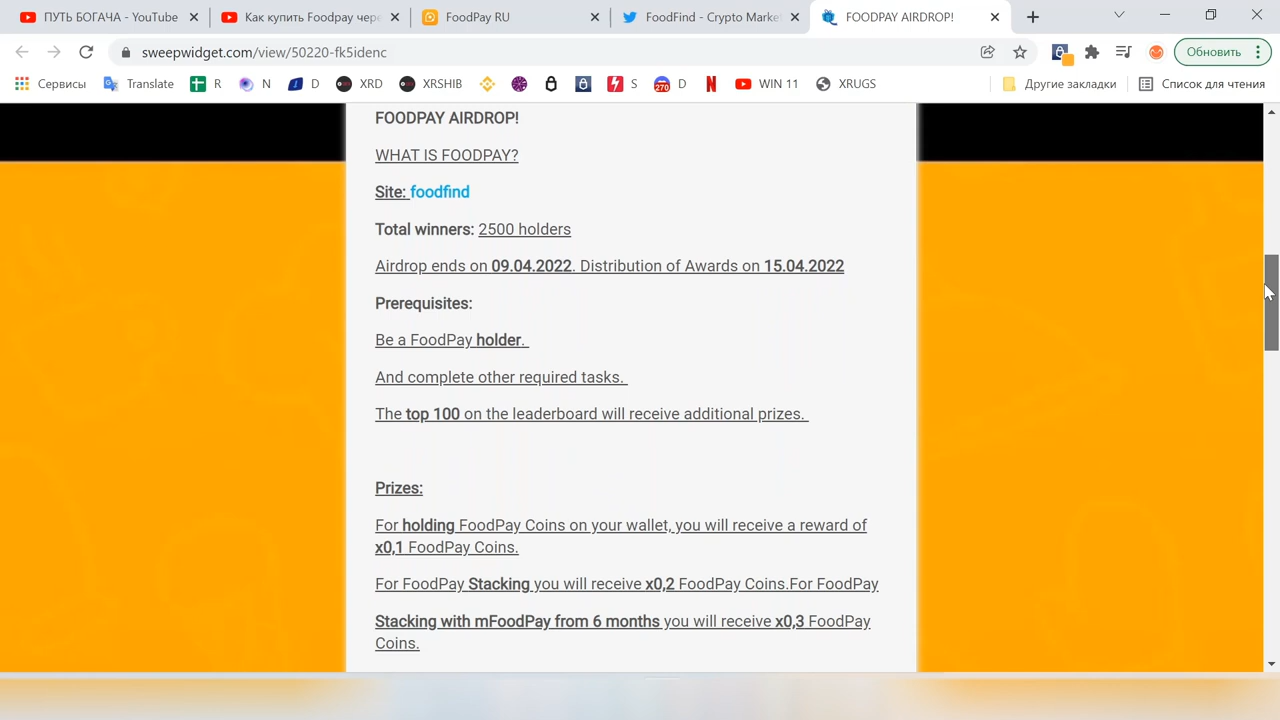 ПУТЬ БОГАЧА - YouTube
Как купить Foodpay чере
FoodPay RU
FoodFind - Crypto Marke
FOODPAY AIRDROP!
sweepwidget.com/view/50220-fk5idenc
Обновить
Сервисы
Translate
R
N
D
XRD
XRSHIB
S
270
D
WIN 11
XRUGS
Другие закладки
Список для чтения
FOODPAY AIRDROP!
WHAT IS FOODPAY?
Site: foodfind
Total winners: 2500 holders
Airdrop ends on 09.04.2022. Distribution of Awards on 15.04.2022
Prerequisites:
Be a FoodPay holder.
And complete other required tasks.
The top 100 on the leaderboard will receive additional prizes.
Prizes:
For holding FoodPay Coins on your wallet, you will receive a reward of
x0,1 FoodPay Coins.
For FoodPay Stacking you will receive x0,2 FoodPay Coins.For FoodPay
Stacking with mFoodPay from 6 months you will receive x0,3 FoodPay
Coins.